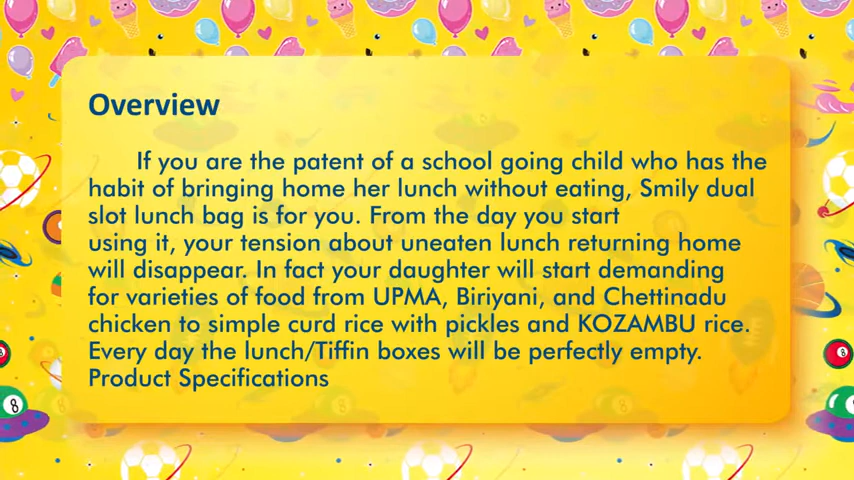 Overview
If you are the patent of a school going child who has the
habit of bringing home her lunch without eating, Smily dual
slot lunch bag is for you. From the day you start
using it, your tension about uneaten lunch returning home
will disappear. In fact your daughter will start demanding
for varieties of food from UPMA, Biriyani, and Chettinadu
chicken to simple curd rice with pickles and KOZAMBU rice.
Every day the lunch/Tiffin boxes will be perfectly empty.
Product Specifications
8
8
8
8